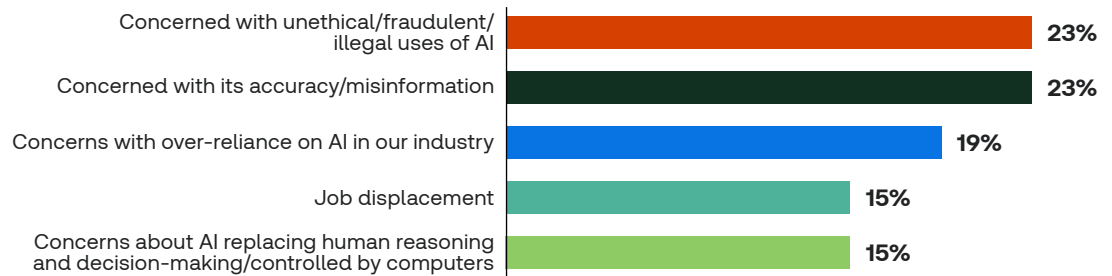 Concerned with unethical/fraudulent/
illegal uses of AI
23%
Concerned with its accuracy/misinformation
23%
Concerns with over-reliance on AI in our industry
19%
Job displacement
15%
Concerns about AI replacing human reasoning
and decision-making/controlled by computers
15%